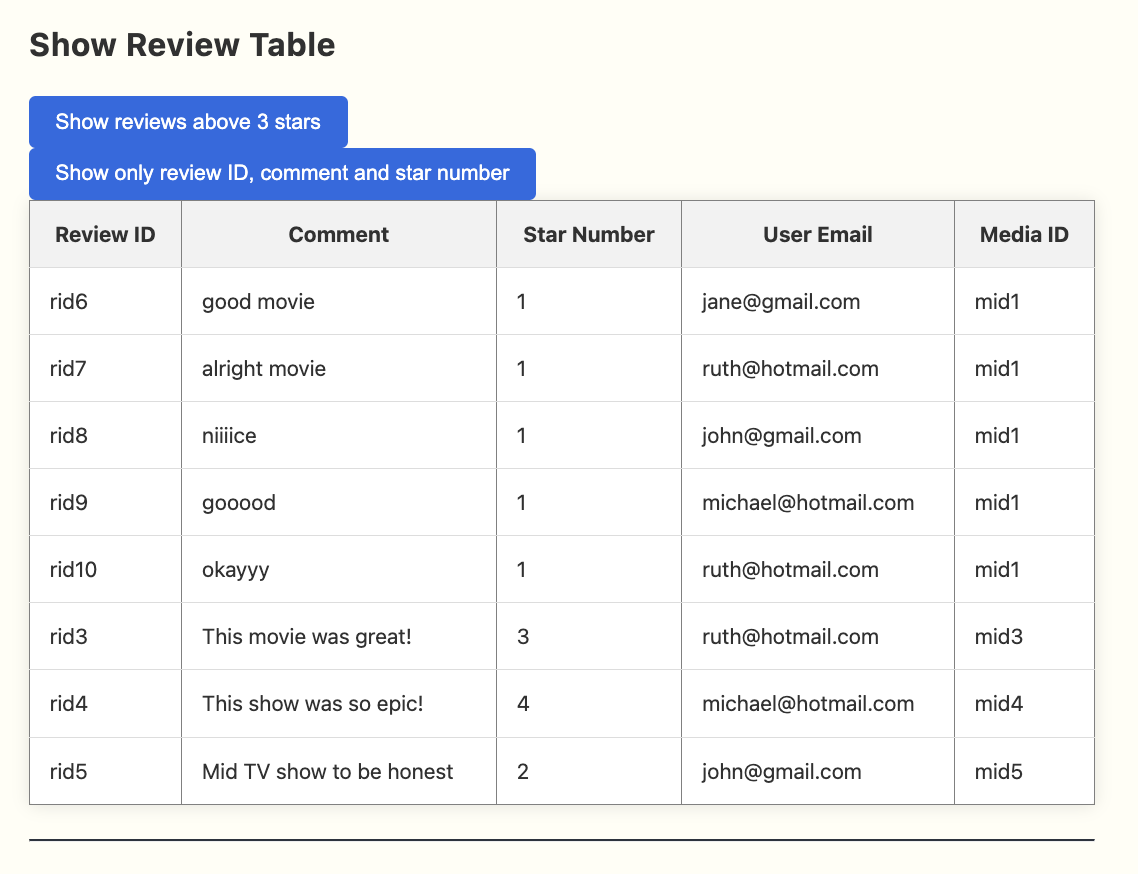 Show Review Table
Show reviews above 3 stars
Show only review ID, comment and star number
Review ID Comment Star Number User Email Media ID
rid6 good movie 1 jane@gmail.com mid1
rid7 alright movie 1 ruth@hotmail.com mid1
rid8 niiiice 1 john@gmail.com mid1
rid9 gooood 1 michael@hotmail.com mid1
rid10 okayyy 1 ruth@hotmail.com mid1
rid3 This movie was great! 3 ruth@hotmail.com mid3
rid4 This show was so epic! 4 michael@hotmail.com mid4
rid5 Mid TV show to be honest 2 john@gmail.com mid5